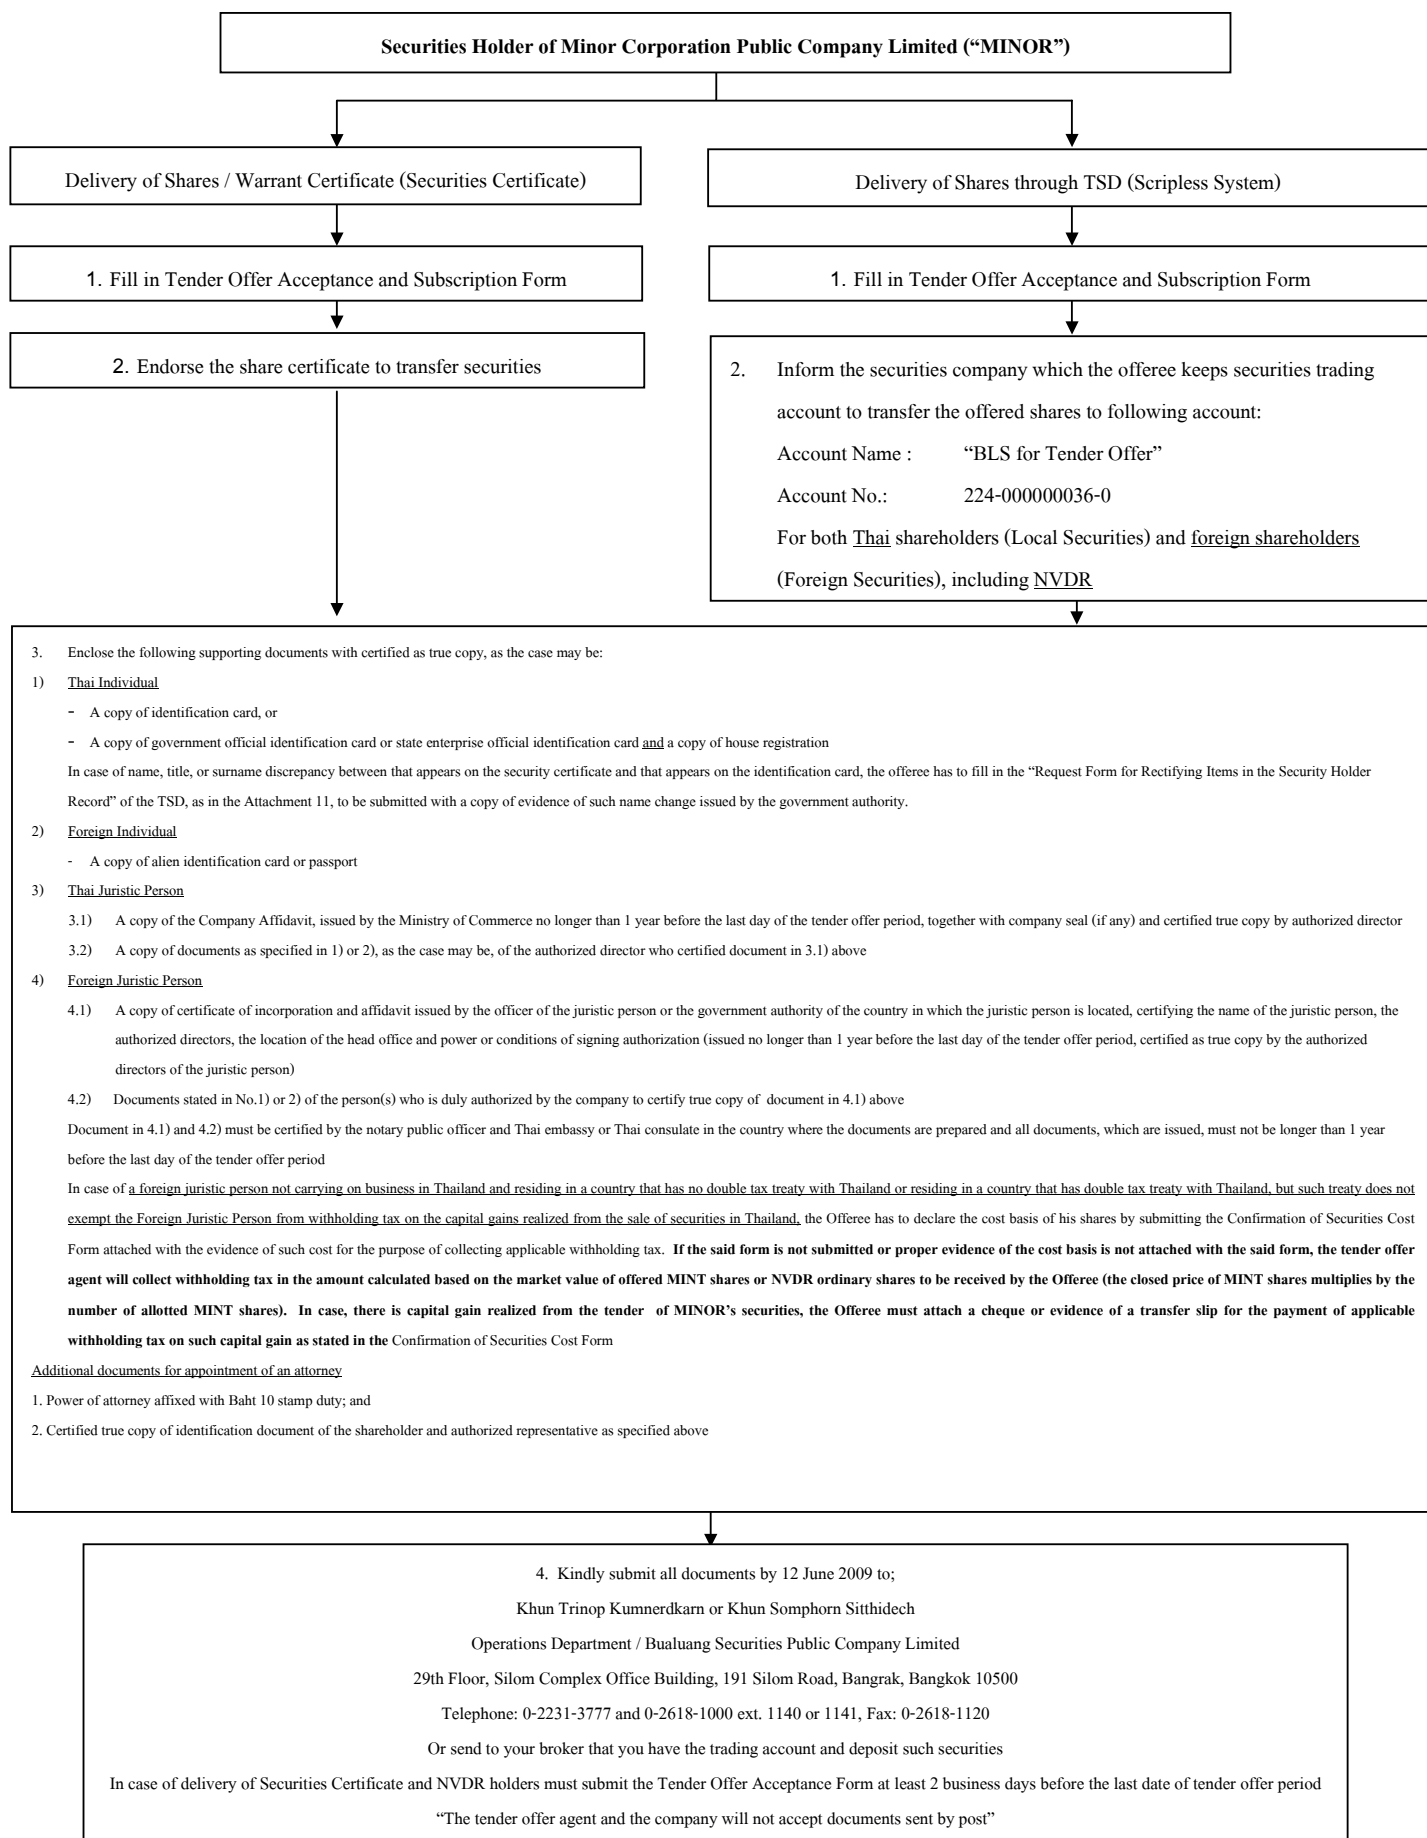 Securities Holder of Minor Corporation Public Company Limited (“MINOR”)
Delivery of Shares / Warrant Certificate (Securities Certificate)
Delivery of Shares through TSD (Scripless System)
1. Fill in Tender Offer Acceptance and Subscription Form
1. Fill in Tender Offer Acceptance and Subscription Form
2. Endorse the share certificate to transfer securities
2. Inform the securities company which the offeree keeps securities trading
account to transfer the offered shares to following account:
Account Name : “BLS for Tender Offer”
Account No.: 224-000000036-0
For both Thai shareholders (Local Securities) and foreign shareholders
(Foreign Securities), including NVDR
3. Enclose the following supporting documents with certified as true copy, as the case may be:
1) Thai Individual
- A copy of identification card, or
- A copy of government official identification card or state enterprise official identification card and a copy of house registration
In case of name, title, or surname discrepancy between that appears on the security certificate and that appears on the identification card, the offeree has to fill in the “Request Form for Rectifying Items in the Security Holder
Record” of the TSD, as in the Attachment 11, to be submitted with a copy of evidence of such name change issued by the government authority.
2) Foreign Individual
- A copy of alien identification card or passport
3) Thai Juristic Person
3.1) A copy of the Company Affidavit, issued by the Ministry of Commerce no longer than 1 year before the last day of the tender offer period, together with company seal (if any) and certified true copy by authorized director
3.2) A copy of documents as specified in 1) or 2), as the case may be, of the authorized director who certified document in 3.1) above
4) Foreign Juristic Person
4.1) A copy of certificate of incorporation and affidavit issued by the officer of the juristic person or the government authority of the country in which the juristic person is located, certifying the name of the juristic person, the
authorized directors, the location of the head office and power or conditions of signing authorization (issued no longer than 1 year before the last day of the tender offer period, certified as true copy by the authorized
directors of the juristic person)
4.2) Documents stated in No.1) or 2) of the person(s) who is duly authorized by the company to certify true copy of document in 4.1) above
Document in 4.1) and 4.2) must be certified by the notary public officer and Thai embassy or Thai consulate in the country where the documents are prepared and all documents, which are issued, must not be longer than 1 year
before the last day of the tender offer period
In case of a foreign juristic person not carrying on business in Thailand and residing in a country that has no double tax treaty with Thailand or residing in a country that has double tax treaty with Thailand, but such treaty does not
exempt the Foreign Juristic Person from withholding tax on the capital gains realized from the sale of securities in Thailand, the Offeree has to declare the cost basis of his shares by submitting the Confirmation of Securities Cost
Form attached with the evidence of such cost for the purpose of collecting applicable withholding tax. If the said form is not submitted or proper evidence of the cost basis is not attached with the said form, the tender offer
agent will collect withholding tax in the amount calculated based on the market value of offered MINT shares or NVDR ordinary shares to be received by the Offeree (the closed price of MINT shares multiplies by the
number of allotted MINT shares). In case, there is capital gain realized from the tender of MINOR’s securities, the Offeree must attach a cheque or evidence of a transfer slip for the payment of applicable
withholding tax on such capital gain as stated in the Confirmation of Securities Cost Form
Additional documents for appointment of an attorney
1. Power of attorney affixed with Baht 10 stamp duty; and
2. Certified true copy of identification document of the shareholder and authorized representative as specified above
4. Kindly submit all documents by 12 June 2009 to;
Khun Trinop Kumnerdkarn or Khun Somphorn Sitthidech
Operations Department / Bualuang Securities Public Company Limited
29th Floor, Silom Complex Office Building, 191 Silom Road, Bangrak, Bangkok 10500
Telephone: 0-2231-3777 and 0-2618-1000 ext. 1140 or 1141, Fax: 0-2618-1120
Or send to your broker that you have the trading account and deposit such securities
In case of delivery of Securities Certificate and NVDR holders must submit the Tender Offer Acceptance Form at least 2 business days before the last date of tender offer period
“The tender offer agent and the company will not accept documents sent by post”